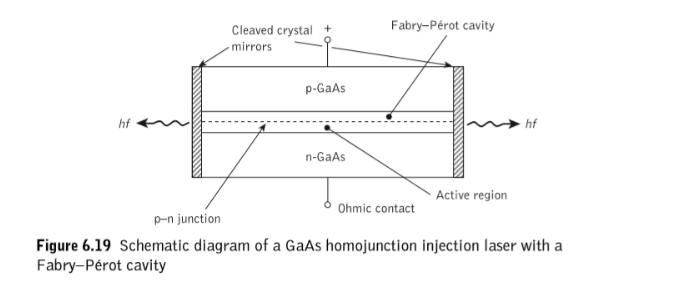 Cleaved crystal +
mirrors
Fabry–Pérot cavity
p-GaAs
hf
hf
n-GaAs
Active region
Ohmic contact
p–n junction
Figure 6.19 Schematic diagram of a GaAs homojunction injection laser with a
Fabry–Pérot cavity